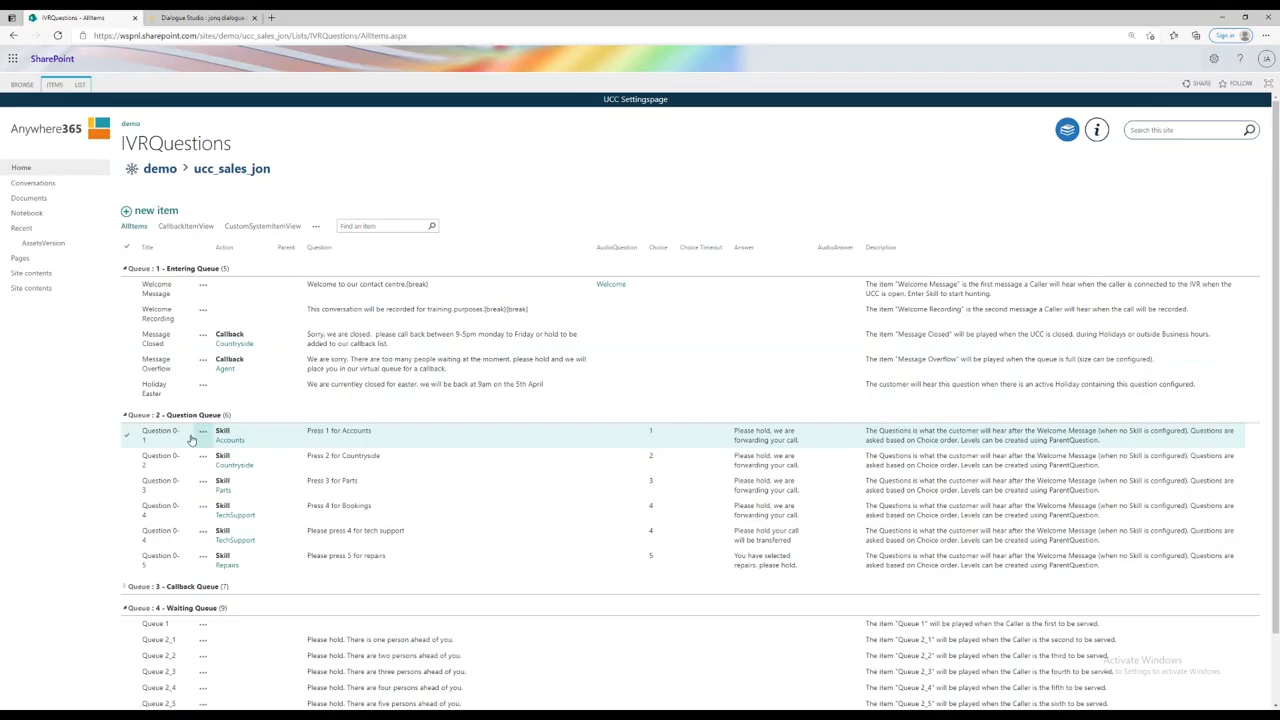 IVRQuestions - AllItems
Dialogue Studio : jonq.dialogue
https://wspnl.sharepoint.com/sites/demo/ucc_sales_jon/Lists/IVRQuestions/AllItems.aspx
Sign in
SharePoint
JA
BROWSE ITEMS LIST
SHARE FOLLOW
UCC Settingspage
Anywhere365
demo
IVRQuestions
demo > ucc_sales_jon
Search this site
Home
Conversations
Documents
Notebook
Recent
AssetsVersion
Pages
Site contents
Site contents
new item
AllItems CallbackItemView CustomSystemItemView ... Find an item
Title Action Parent Question AudioQuestion Choice Choice Timeout Answer AudioAnswer Description
Queue : 1 - Entering Queue (5)
Welcome Message ... Welcome to our contact centre.[break] Welcome The item "Welcome Message" is the first message a Caller will hear when the caller is connected to the IVR when the
UCC is open. Enter Skill to start hunting.
Welcome Recording ... This conversation will be recorded for training purposes.[break][break] The item "Welcome Recording" is the second message a Caller will hear when the call will be recorded.
Message Closed ... Callback Countryside Sorry, we are closed. please call back between 9-5pm monday to Friday or hold to be
added to our callback list. The item "Message Closed" will be played when the UCC is closed. during Holidays or outside Business hours.
Message Overflow ... Callback Agent We are sorry. There are too many people waiting at the moment. please hold and we will
place you in our virtual queue for a callback. The item "Message Overflow" will be played when the queue is full (size can be configured).
Holiday Easter ... We are currentley closed for easter. we will be back at 9am on the 5th April The customer will hear this question when there is an active Holiday containing this question configured.
Queue : 2 - Question Queue (6)
Question 0-1 ... Skill Accounts Press 1 for Accounts 1 Please hold, we are forwarding your call. The Questions is what the customer will hear after the Welcome Message (when no Skill is configured). Questions are
asked based on Choice order. Levels can be created using ParentQuestion.
Question 0-2 ... Skill Countryside Press 2 for Countryside 2 Please hold, we are forwarding your call. The Questions is what the customer will hear after the Welcome Message (when no Skill is configured). Questions are
asked based on Choice order. Levels can be created using ParentQuestion.
Question 0-3 ... Skill Parts Press 3 for Parts 3 Please hold, we are forwarding your call. The Questions is what the customer will hear after the Welcome Message (when no Skill is configured). Questions are
asked based on Choice order. Levels can be created using ParentQuestion.
Question 0-4 ... Skill TechSupport Press 4 for Bookings 4 Please hold, we are forwarding your call. The Questions is what the customer will hear after the Welcome Message (when no Skill is configured). Questions are
asked based on Choice order. Levels can be created using ParentQuestion.
Question 0-4 ... Skill TechSupport Please press 4 for tech support 4 Please hold your call will be transferred The Questions is what the customer will hear after the Welcome Message (when no Skill is configured). Questions are
asked based on Choice order. Levels can be created using ParentQuestion.
Question 0-5 ... Skill Repairs Please press 5 for repairs 5 You have selected repairs. please hold. The Questions is what the customer will hear after the Welcome Message (when no Skill is configured). Questions are
asked based on Choice order. Levels can be created using ParentQuestion.
Queue : 3 - Callback Queue (7)
Queue : 4 - Waiting Queue (9)
Queue 1 ... The item "Queue 1" will be played when the Caller is the first to be served.
Queue 2_1 ... Please hold. There is one person ahead of you. The item "Queue 2_1" will be played when the Caller is the second to be served.
Queue 2_2 ... Please hold. There are two persons ahead of you. The item "Queue 2_2" will be played when the Caller is the third to be served.
Queue 2_3 ... Please hold. There are three persons ahead of you. The item "Queue 2_3" will be played when the Caller is the fourth to be served.
Queue 2_4 ... Please hold. There are four persons ahead of you. The item "Queue 2_4" will be played when the Caller is the fifth to be served.
Queue 2_5 ... Please hold. There are five persons ahead of you. The item "Queue 2_5" will be played when the Caller is the sixth to be served.
Activate Windows
to Settings to activate Windows.